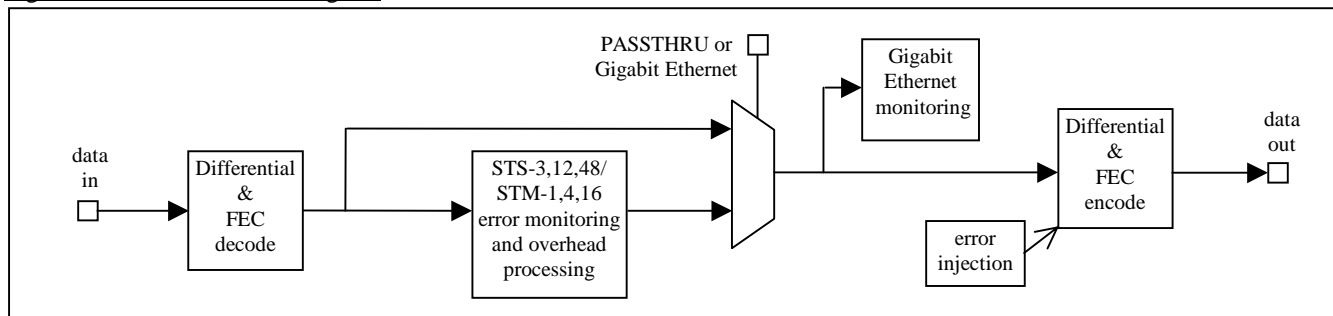 PASSTHRU or
Gigabit Ethernet
Gigabit
Ethernet
monitoring
data
in
Differential
&
FEC
decode
STS-3,12,48/
STM-1,4,16
error monitoring
and overhead
processing
Differential
&
FEC
encode
data
out
error
injection